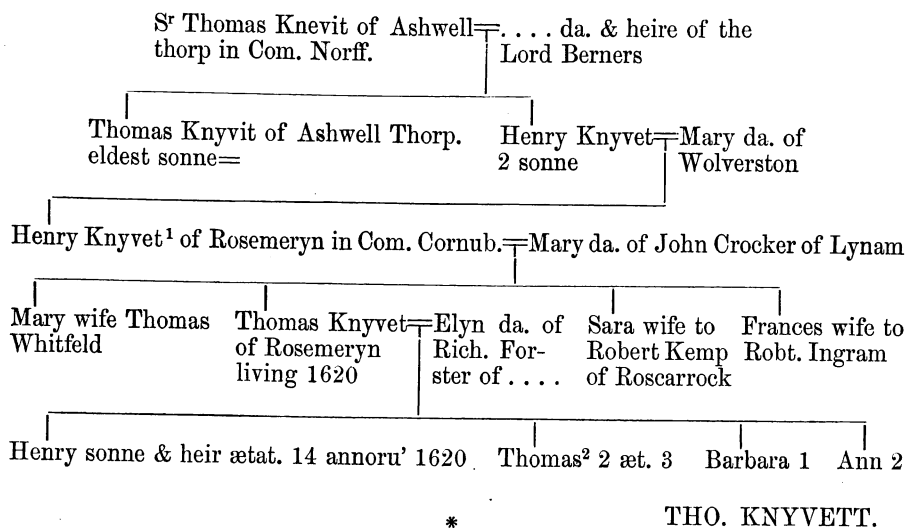 Sʳ Thomas Knevit of Ashwell=. . . . da. & heire of the
thorp in Com. Norff. Lord Berners
Thomas Knyvit of Ashwell Thorp.
eldest sonne=
Henry Knyvet=Mary da. of
2 sonne Wolverston
Henry Knyvet¹ of Rosemeryn in Com. Cornub.=Mary da. of John Crocker of Lynam
Mary wife Thomas
Whitfeld
Thomas Knyvet=Elyn da. of
of Rosemeryn Rich. For-
living 1620 ster of . . . .
Sara wife to
Robert Kemp
of Roscarrock
Frances wife to
Robt. Ingram
Henry sonne & heir ætat. 14 annoru' 1620. Thomas² 2 æt. 3 Barbara 1 Ann 2
* THO. KNYVETT.